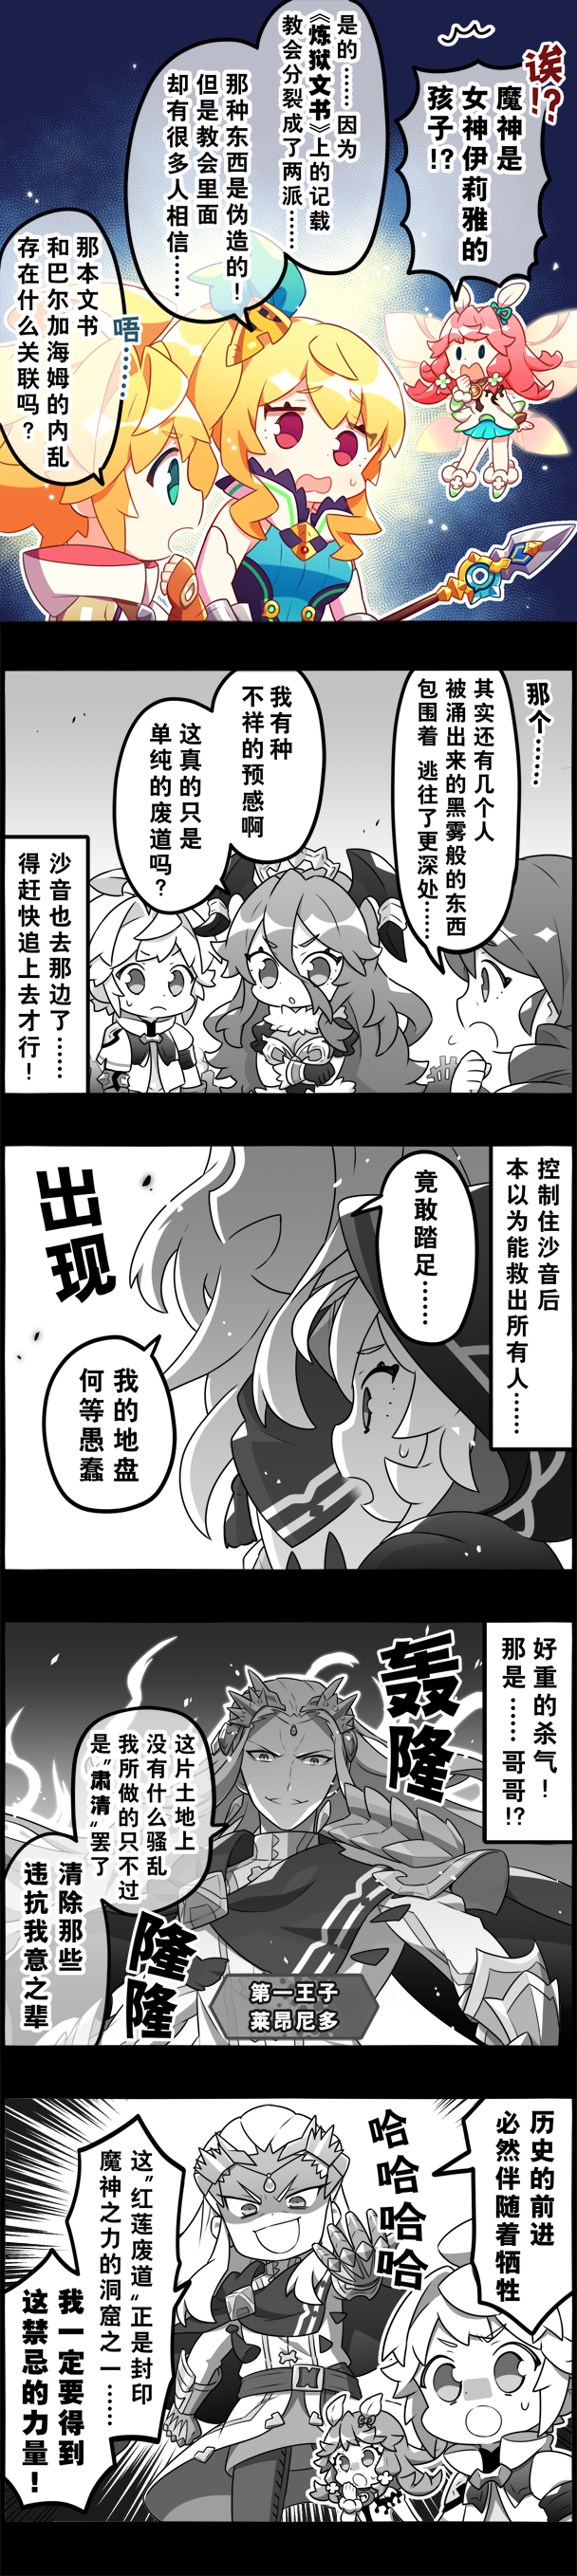 诶!?
魔神是
女神伊莉雅的
孩子!?
是的……因为
《炼狱文书》上的记载
教会分裂成了两派……
那种东西是伪造的！
但是教会里面
却有很多人相信……
唔……
那本文书
和巴尔加海姆的内乱
存在什么关联吗？
那个……
其实还有几个人
被涌出来的黑雾般的东西
包围着 逃往了更深处……
我有种
不祥的预感啊
这真的只是
单纯的废道吗？
沙音也去那边了……
得赶快追上去才行！
控制住沙音后
本以为能救出所有人……
竟敢踏足……
出现
我的地盘
何等愚蠢
好重的杀气！
那是……哥哥!?
轰隆
这片土地上
没有什么骚乱
我所做的只不过
是"肃清"罢了
隆隆
清除那些
违抗我意之辈
第一王子
莱昂尼多
历史的前进
必然伴随着牺牲
哈哈哈哈
这"红莲废道"正是封印
魔神之力的洞窟之一……
我一定要得到
这禁忌的力量！